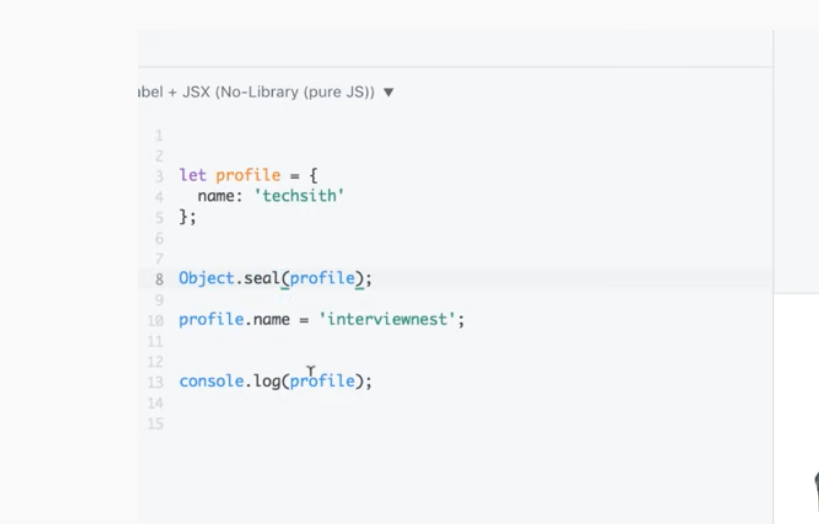 abel + JSX (No-Library (pure JS)) ▼
1
2
3 let profile = {
4 name: 'techsith'
5 };
6
7
8 Object.seal(profile);
9
10 profile.name = 'interviewnest';
11
12
13 console.log(profile);
14
15